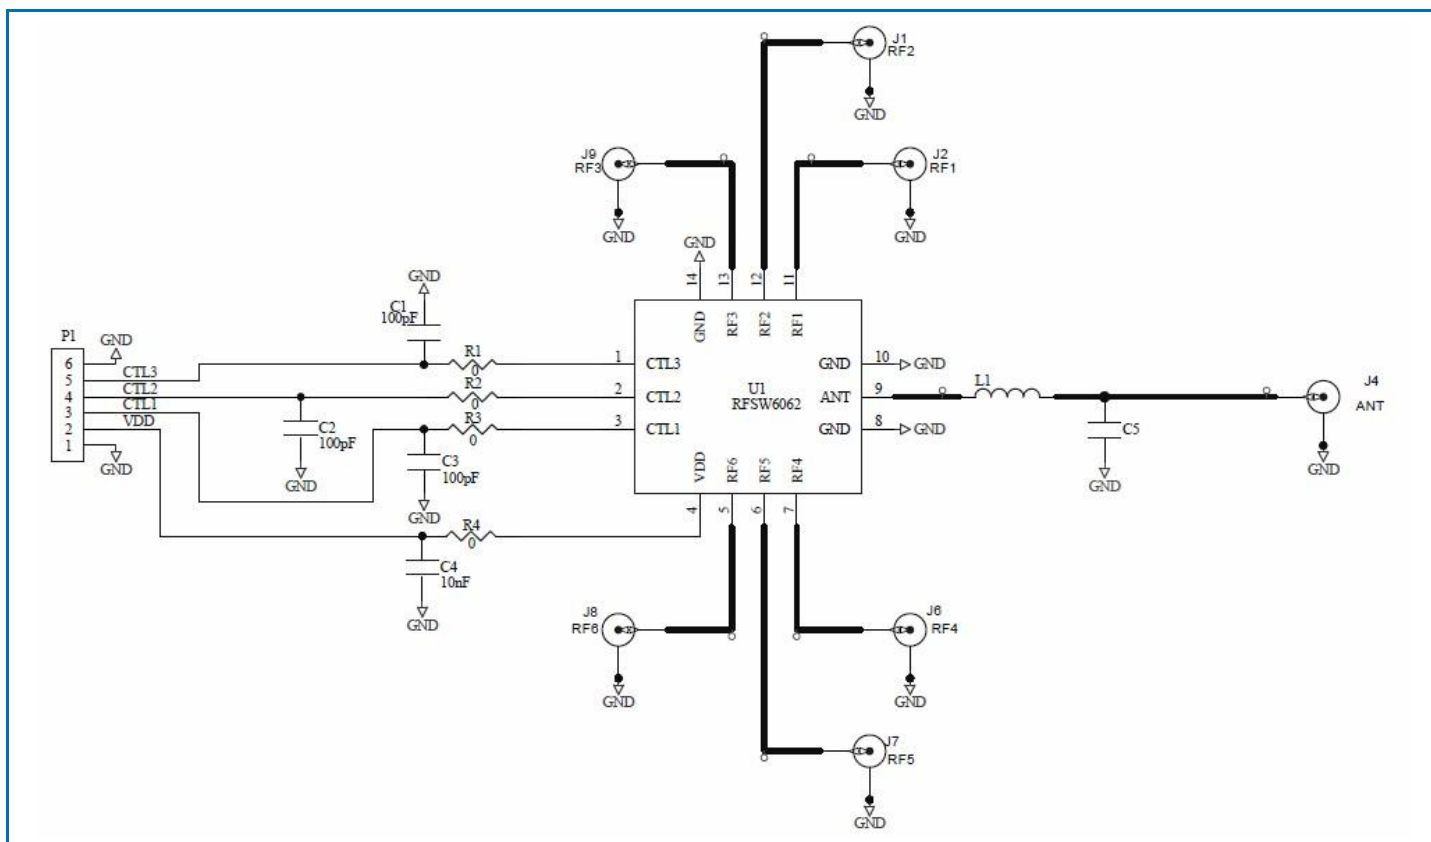 J1
RF2
GND
J9
RF3
GND
J2
RF1
GND
GND
14
13
12
11
GND
RF3
RF2
RF1
GND
C1
100pF
P1
GND
6
5
4
3
2
1
CTL3
CTL2
CTL1
VDD
GND
R1
0
R2
0
R3
0
C2
100pF
GND
C3
100pF
GND
R4
0
C4
10nF
GND
1
CTL3
2
CTL2
3
CTL1
U1
RFSW6062
GND
10
GND
ANT
9
GND
8
GND
L1
C5
GND
J4
ANT
GND
VDD
RF6
RF5
RF4
4
5
6
7
J8
RF6
GND
J6
RF4
GND
J7
RF5
GND